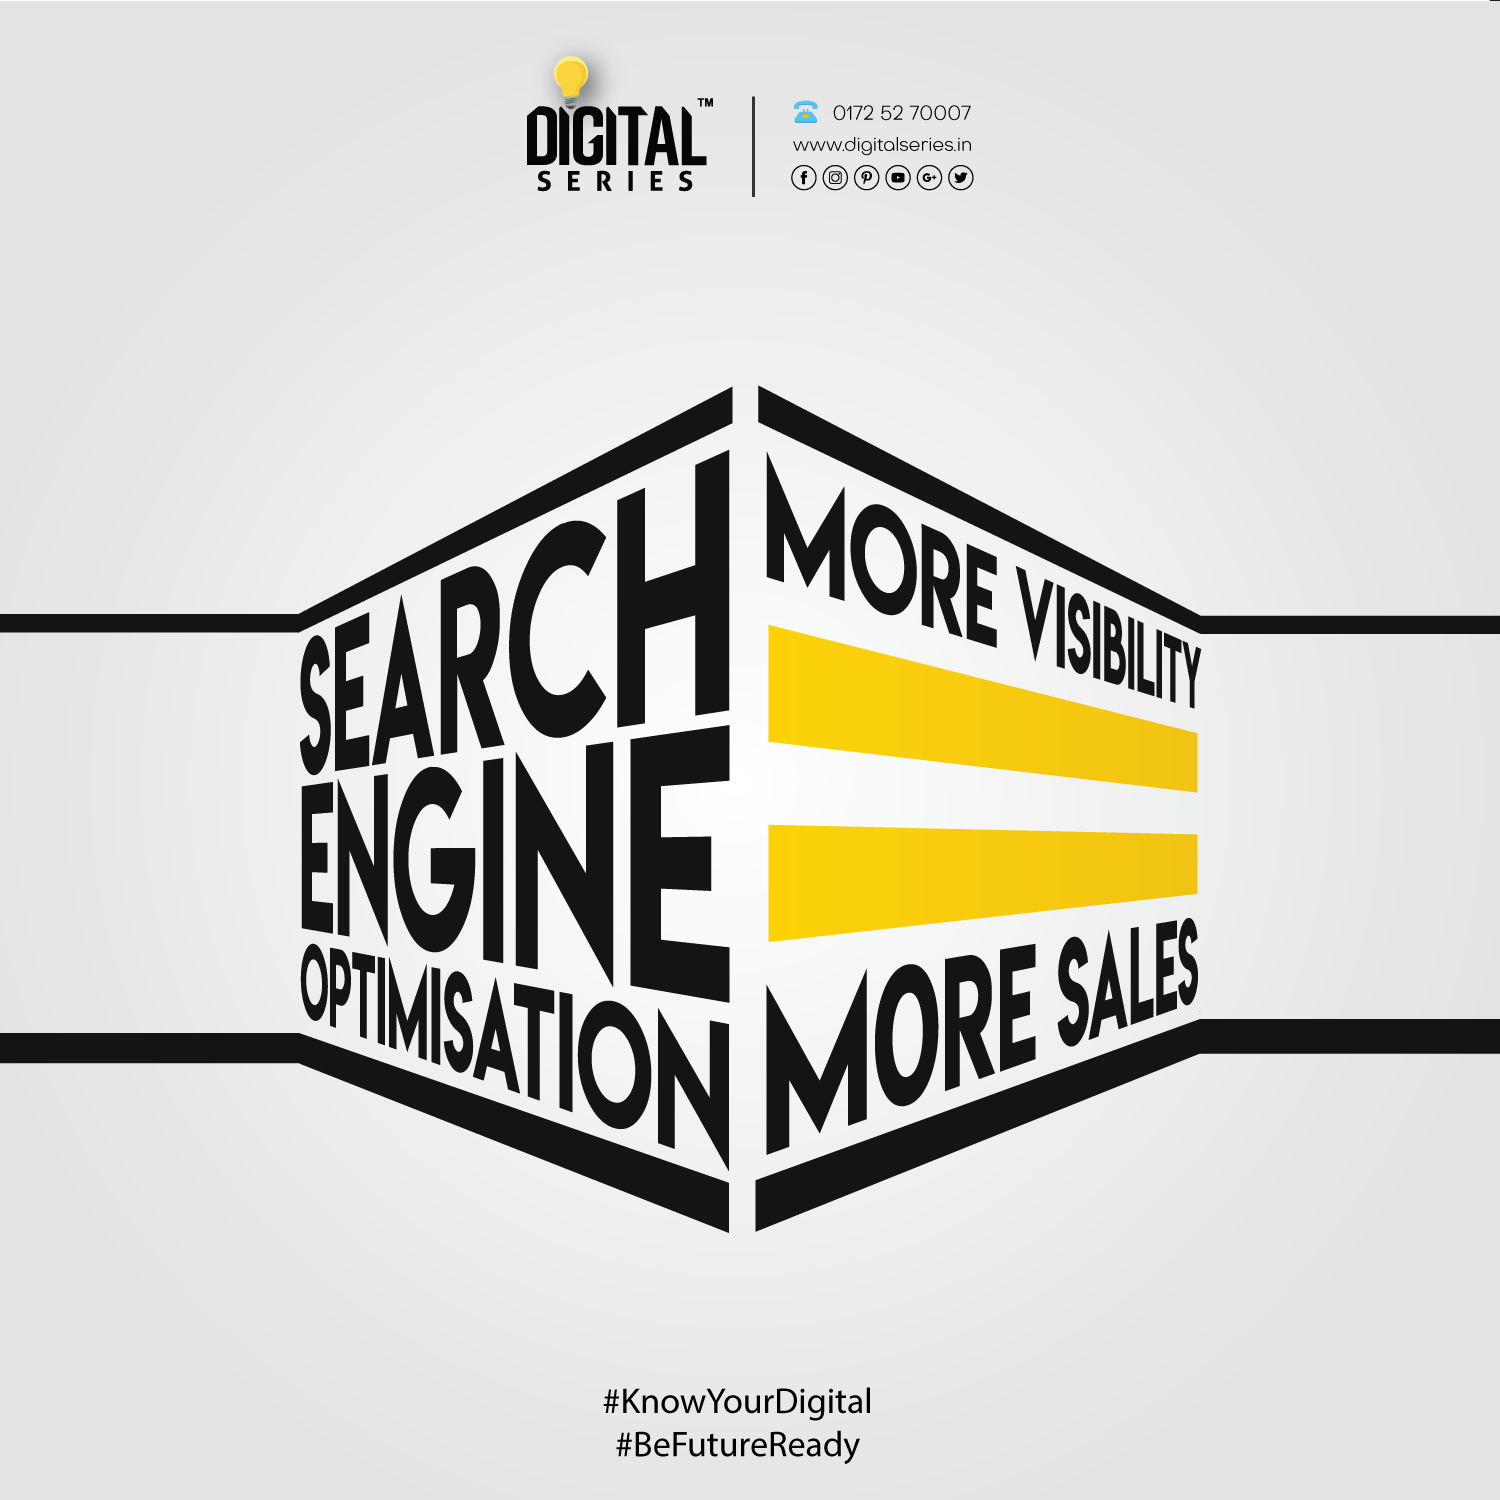 DIGITAL™
SERIES
0172 52 70007
www.digitalseries.in
SEARCH
ENGINE
OPTIMISATION
MORE VISIBILITY
MORE SALES
#KnowYourDigital
#BeFutureReady